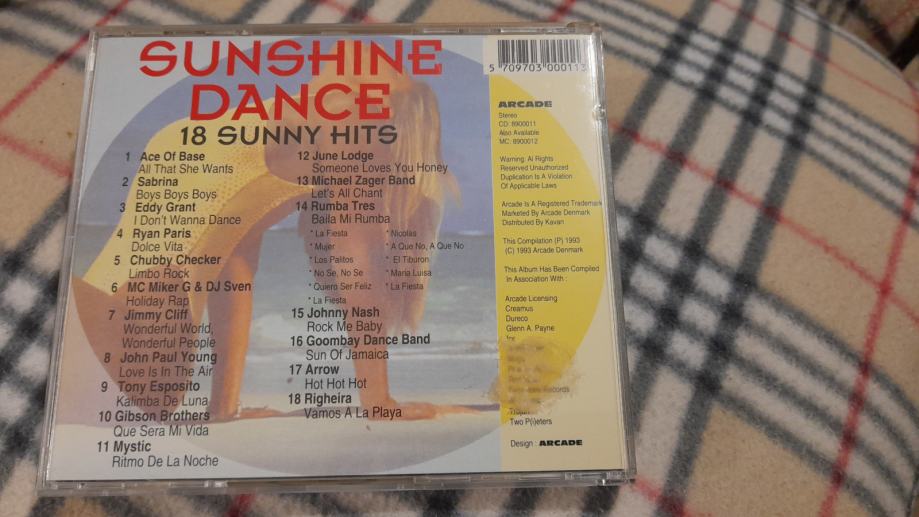 SUNSHINE
DANCE
18 SUNNY HITS
1 Ace Of Base
All That She Wants
2 Sabrina
Boys Boys Boys
3 Eddy Grant
I Don't Wanna Dance
4 Ryan Paris
Dolce Vita
5 Chubby Checker
Limbo Rock
6 MC Miker G & DJ Sven
Holiday Rap
7 Jimmy Cliff
Wonderful World,
Wonderful People
8 John Paul Young
Love Is In The Air
9 Tony Esposito
Kalimba De Luna
10 Gibson Brothers
Que Sera Mi Vida
11 Mystic
Ritmo De La Noche
12 June Lodge
Someone Loves You Honey
13 Michael Zager Band
Let's All Chant
14 Rumba Tres
Baila Mi Rumba
* La Fiesta * Nicolas
* Mujer * A Que No, A Que No
* Los Palitos * El Tiburon
* No Se, No Se * Maria Luisa
* Quiero Ser Feliz * La Fiesta
* La Fiesta
15 Johnny Nash
Rock Me Baby
16 Goombay Dance Band
Sun Of Jamaica
17 Arrow
Hot Hot Hot
18 Righeira
Vamos A La Playa
5 709703 000113
ARCADE
Stereo
CD: 8900011
Also Available
MC: 8900012
Warning: All Rights
Reserved Unauthorized
Duplication Is A Violation
Of Applicable Laws
Arcade Is A Registered Trademark
Marketed By Arcade Denmark
Distributed By Kavan
This Compilation (P) 1993
(C) 1993 Arcade Denmark
This Album Has Been Compiled
In Association With :
Arcade Licensing
Creamus
Dureco
Glenn A. Payne
Records
Two P(i)eters
Design : ARCADE